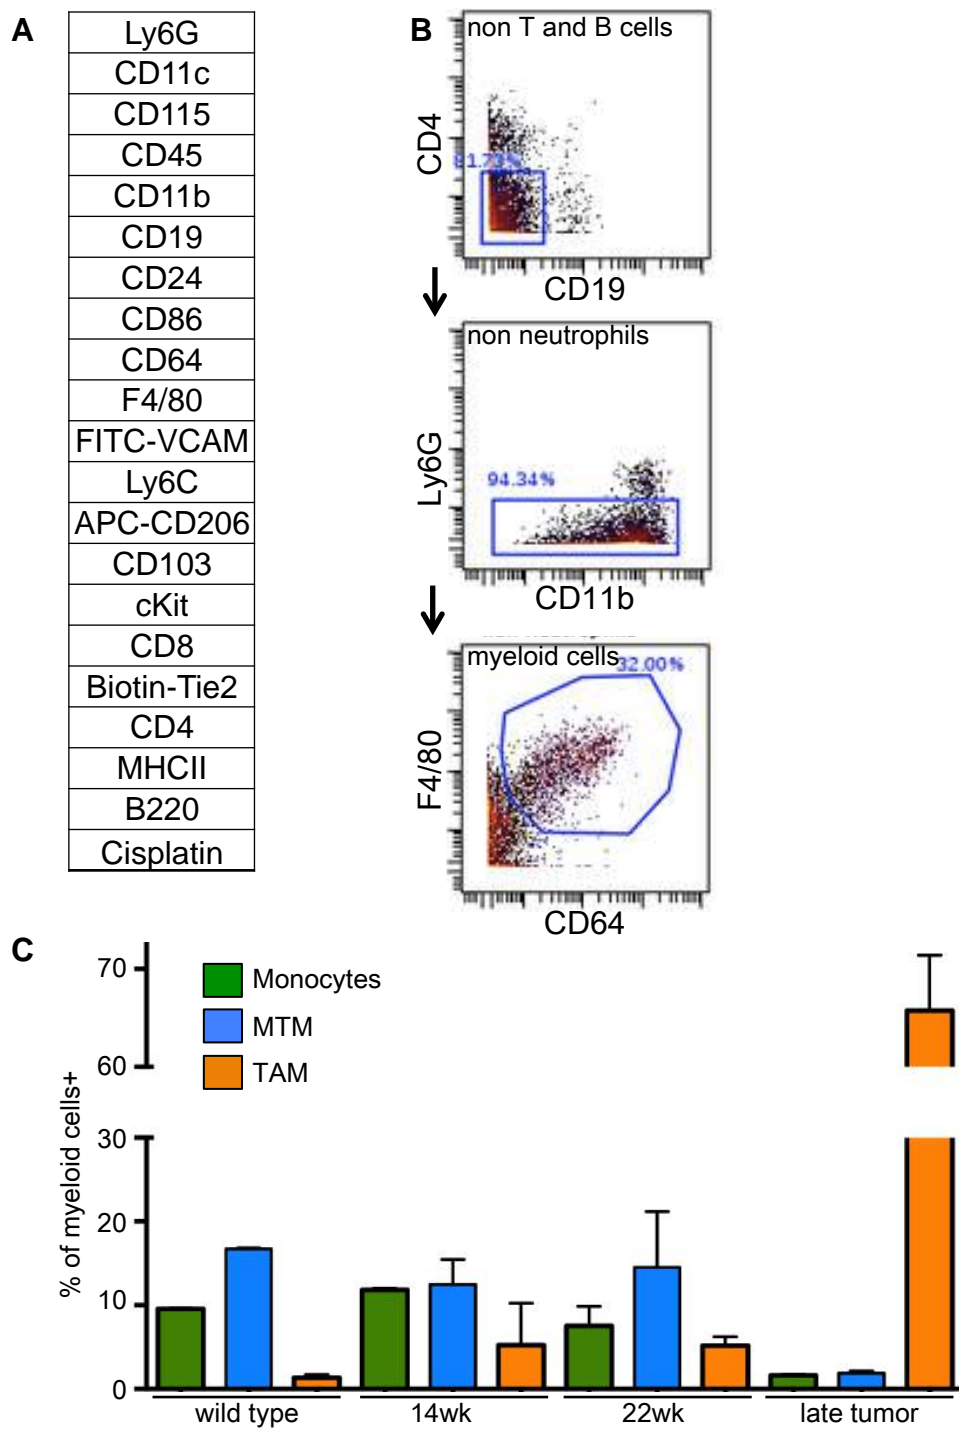 A
Ly6G
CD11c
CD115
CD45
CD11b
CD19
CD24
CD86
CD64
F4/80
FITC-VCAM
Ly6C
APC-CD206
CD103
cKit
CD8
Biotin-Tie2
CD4
MHCII
B220
Cisplatin
B
non T and B cells
CD4
CD19
non neutrophils
Ly6G
94.34%
CD11b
myeloid cells
32.00%
F4/80
CD64
C
70
60
30
20
10
0
% of myeloid cells+
Monocytes
MTM
TAM
wild type
14wk
22wk
late tumor